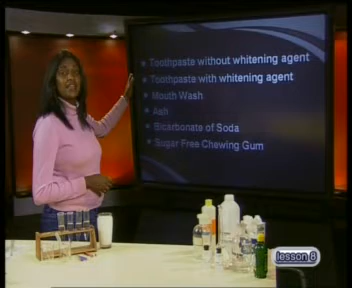 Toothpaste without whitening agent
Toothpaste with whitening agent
Mouth Wash
Ash
Bicarbonate of Soda
Sugar Free Chewing Gum
lesson 8